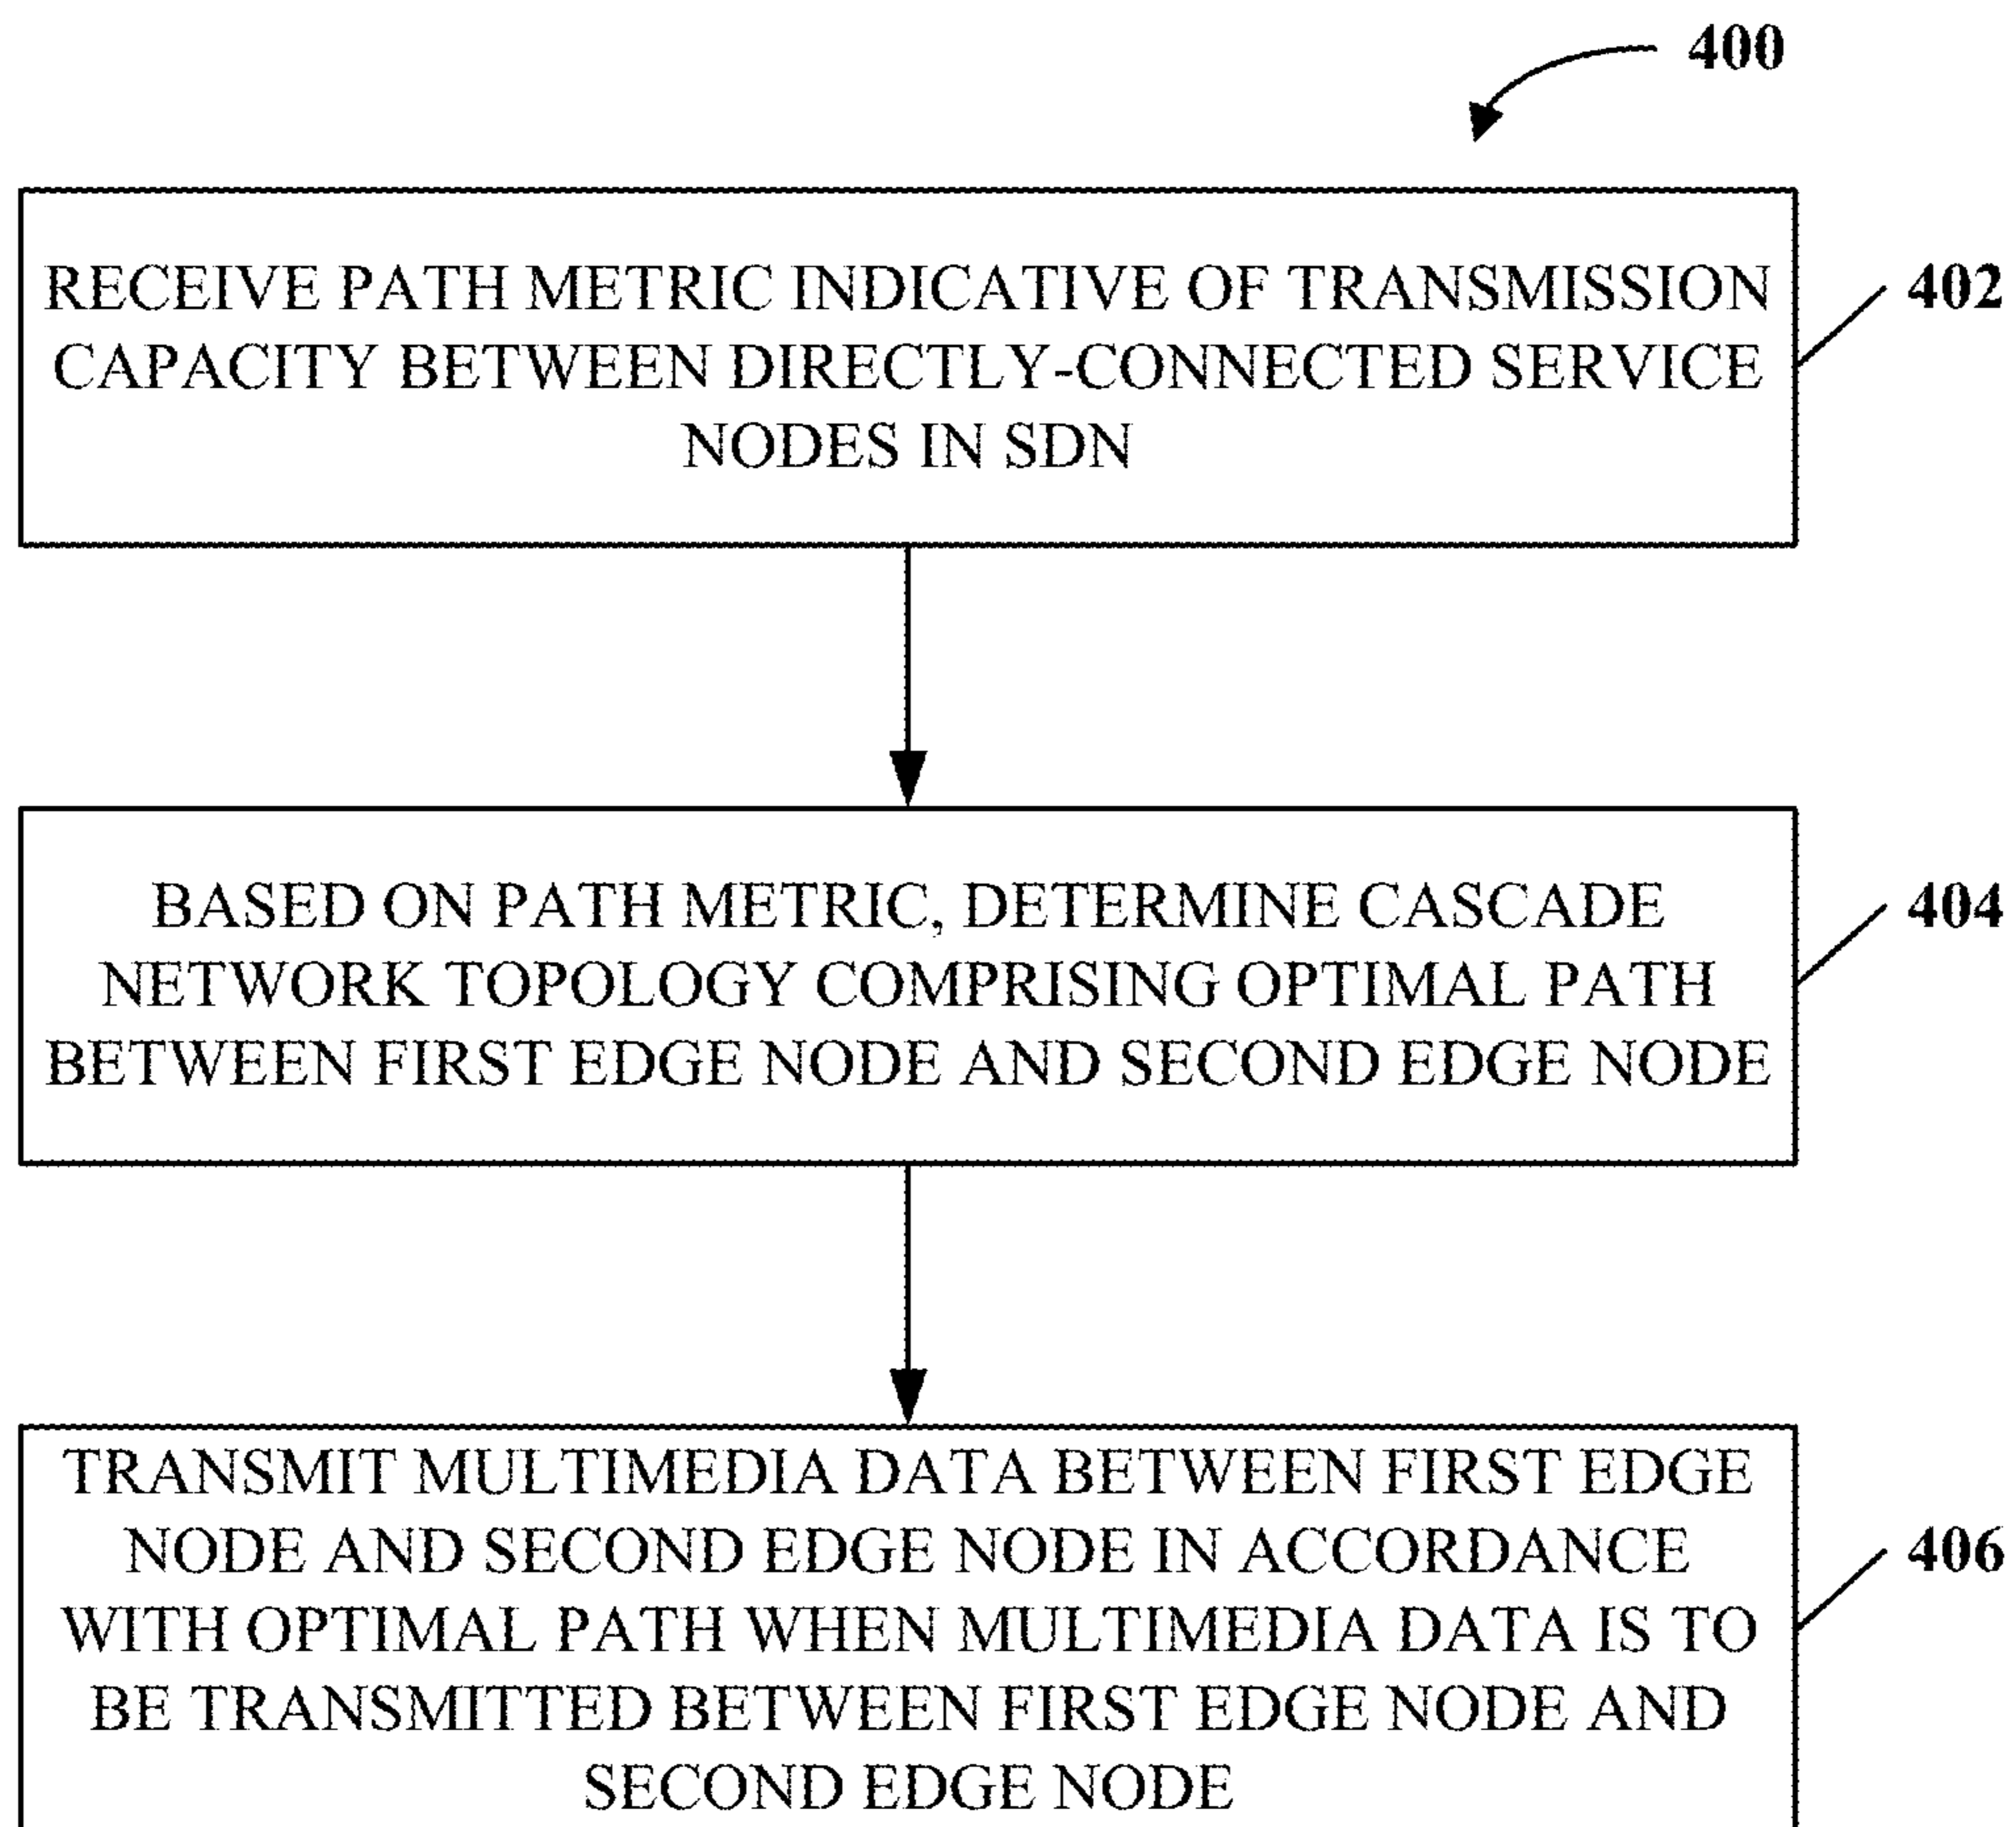 400
RECEIVE PATH METRIC INDICATIVE OF TRANSMISSION
CAPACITY BETWEEN DIRECTLY-CONNECTED SERVICE
NODES IN SDN
402
BASED ON PATH METRIC, DETERMINE CASCADE
NETWORK TOPOLOGY COMPRISING OPTIMAL PATH
BETWEEN FIRST EDGE NODE AND SECOND EDGE NODE
404
TRANSMIT MULTIMEDIA DATA BETWEEN FIRST EDGE
NODE AND SECOND EDGE NODE IN ACCORDANCE
WITH OPTIMAL PATH WHEN MULTIMEDIA DATA IS TO
BE TRANSMITTED BETWEEN FIRST EDGE NODE AND
SECOND EDGE NODE
406